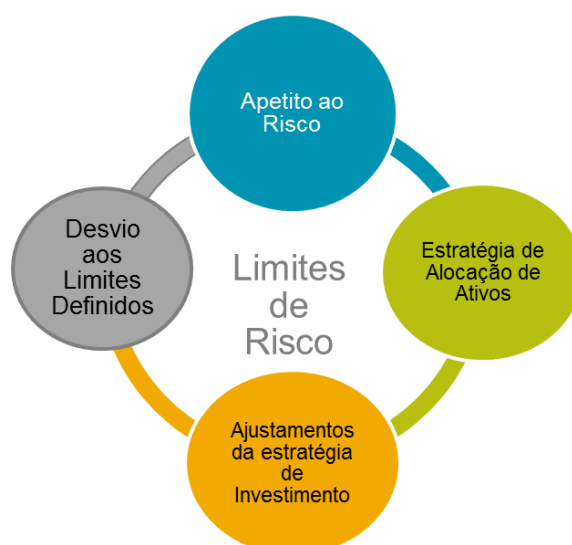 Apetito ao
Risco
Estratégia de
Alocação de
Ativos
Ajustamentos
da estratégia
de
Investimento
Desvio
aos
Limites
Definidos
Limites
de
Risco